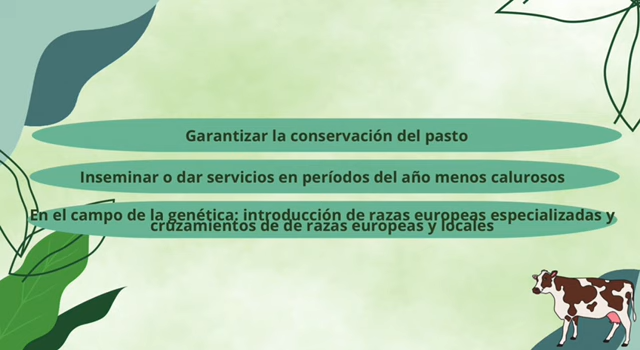 Garantizar la conservación del pasto
Inseminar o dar servicios en períodos del año menos calurosos
En el campo de la genética: introducción de razas europeas especializadas y
cruzamientos de de razas europeas y locales